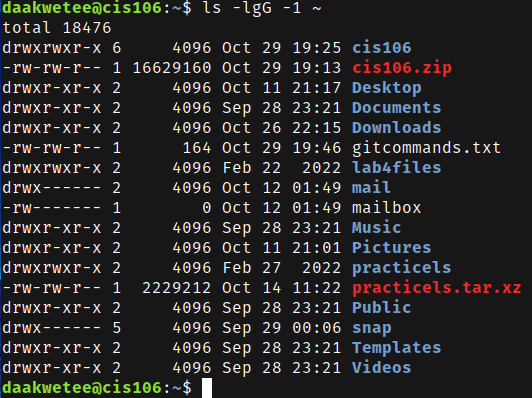 daakwetee@cis106:~$ ls -lgG -1 ~
total 18476
drwxrwxr-x 6     4096 Oct 29 19:25 cis106
-rw-rw-r-- 1 16629160 Oct 29 19:13 cis106.zip
drwxr-xr-x 2     4096 Oct 11 21:17 Desktop
drwxr-xr-x 2     4096 Sep 28 23:21 Documents
drwxr-xr-x 2     4096 Oct 26 22:15 Downloads
-rw-rw-r-- 1      164 Oct 29 19:46 gitcommands.txt
drwxrwxr-x 2     4096 Feb 22  2022 lab4files
drwx------ 2     4096 Oct 12 01:49 mail
-rw------- 1        0 Oct 12 01:49 mailbox
drwxr-xr-x 2     4096 Sep 28 23:21 Music
drwxr-xr-x 2     4096 Oct 11 21:01 Pictures
drwxrwxr-x 2     4096 Feb 27  2022 practicels
-rw-rw-r-- 1  2229212 Oct 14 11:22 practicels.tar.xz
drwxr-xr-x 2     4096 Sep 28 23:21 Public
drwx------ 5     4096 Sep 29 00:06 snap
drwxr-xr-x 2     4096 Sep 28 23:21 Templates
drwxr-xr-x 2     4096 Sep 28 23:21 Videos
daakwetee@cis106:~$